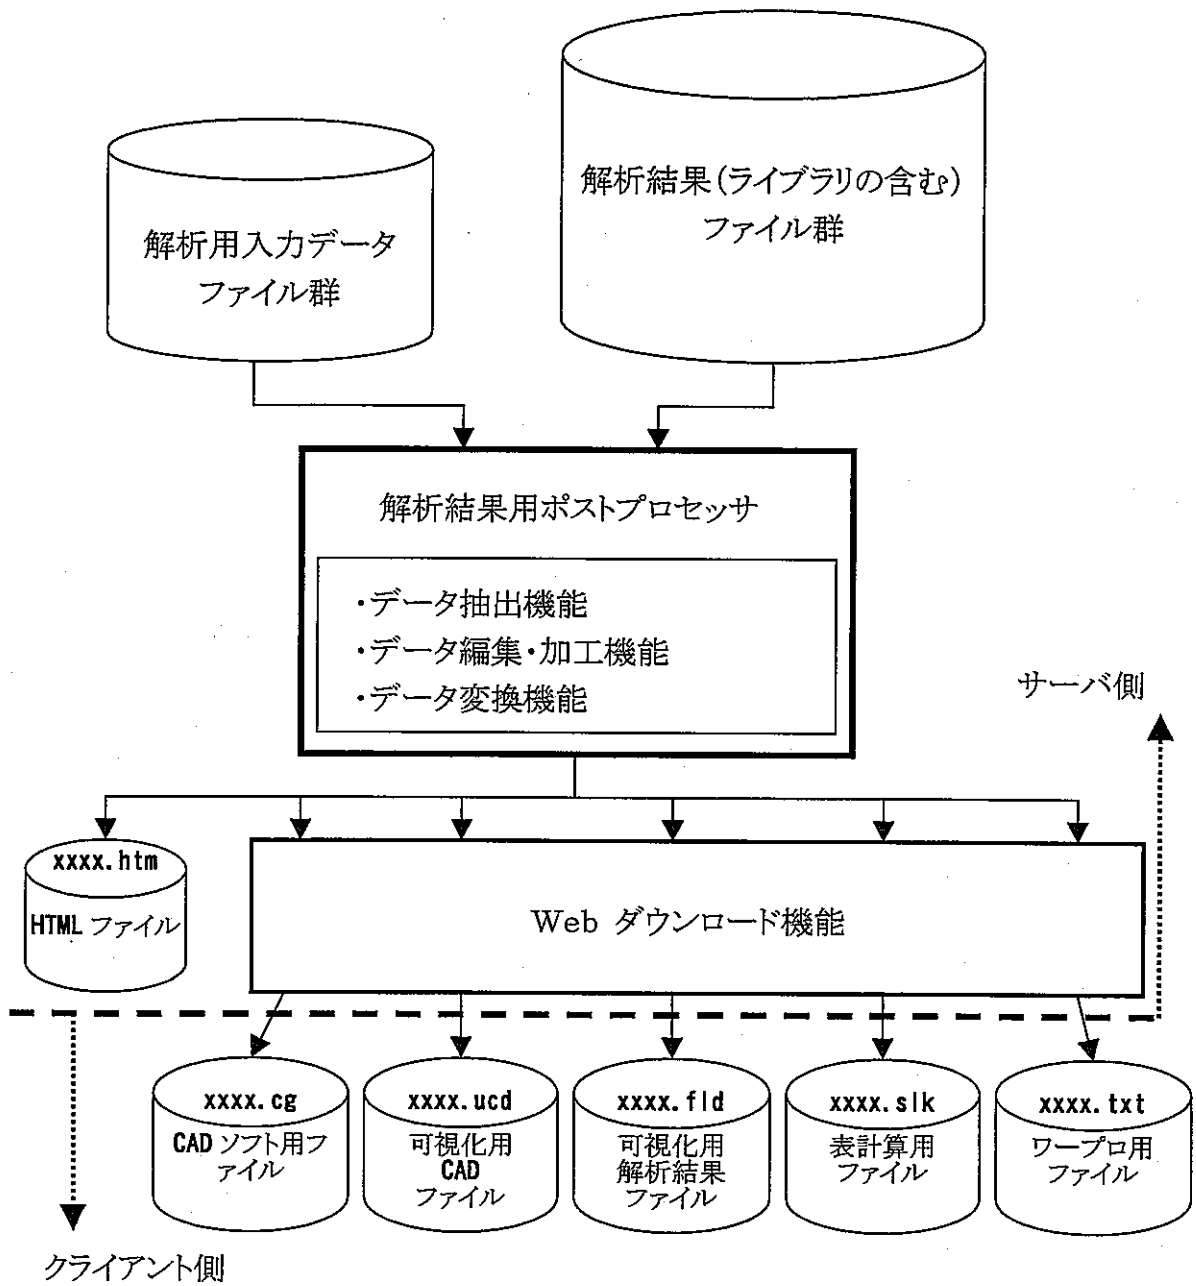 解析結果(ライブラリの含む)
ファイル群
解析用入力データ
ファイル群
解析結果用ポストプロセッサ
・データ抽出機能
・データ編集・加工機能
・データ変換機能
サーバ側
xxxx.htm
HTML ファイル
Web ダウンロード機能
xxxx.cg
CAD ソフト用フ
ァイル
xxxx.ucd
可視化用
CAD
ファイル
xxxx.fld
可視化用
解析結果
ファイル
xxxx.slk
表計算用
ファイル
xxxx.txt
ワープロ用
ファイル
クライアント側